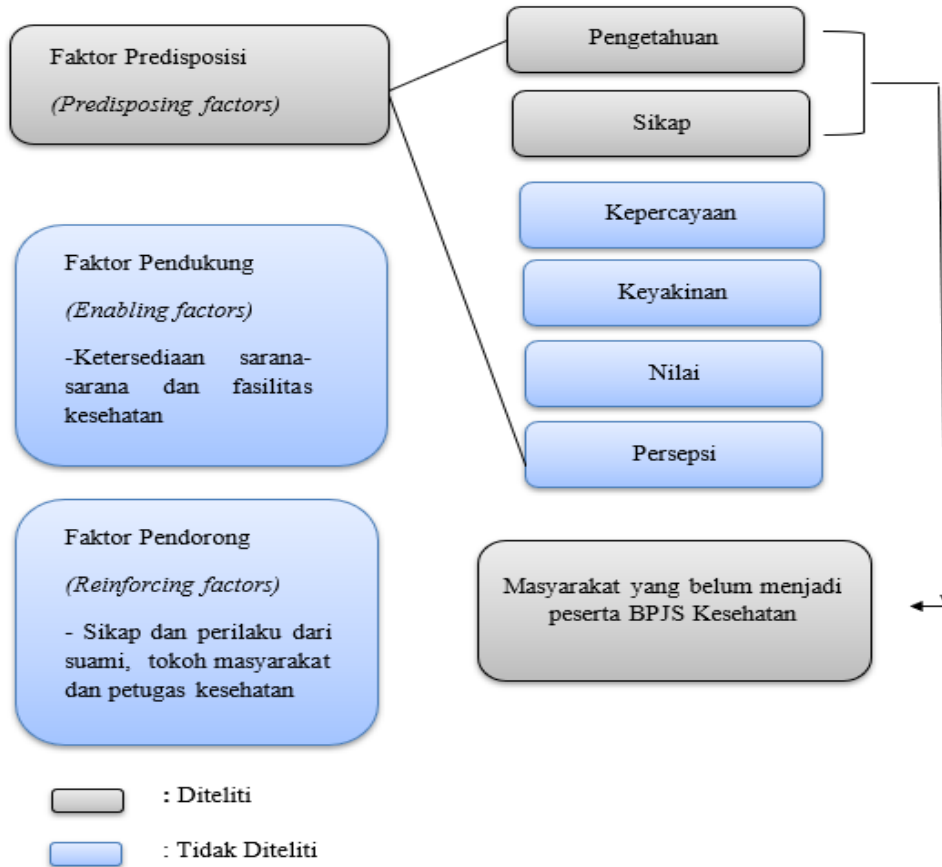 Faktor Predisposisi
(Predisposing factors)
Pengetahuan
Sikap
Kepercayaan
Keyakinan
Nilai
Persepsi
Faktor Pendukung
(Enabling factors)
-Ketersediaan sarana-
sarana dan fasilitas
kesehatan
Faktor Pendorong
(Reinforcing factors)
- Sikap dan perilaku dari
suami, tokoh masyarakat
dan petugas kesehatan
Masyarakat yang belum menjadi
peserta BPJS Kesehatan
: Diteliti
: Tidak Diteliti